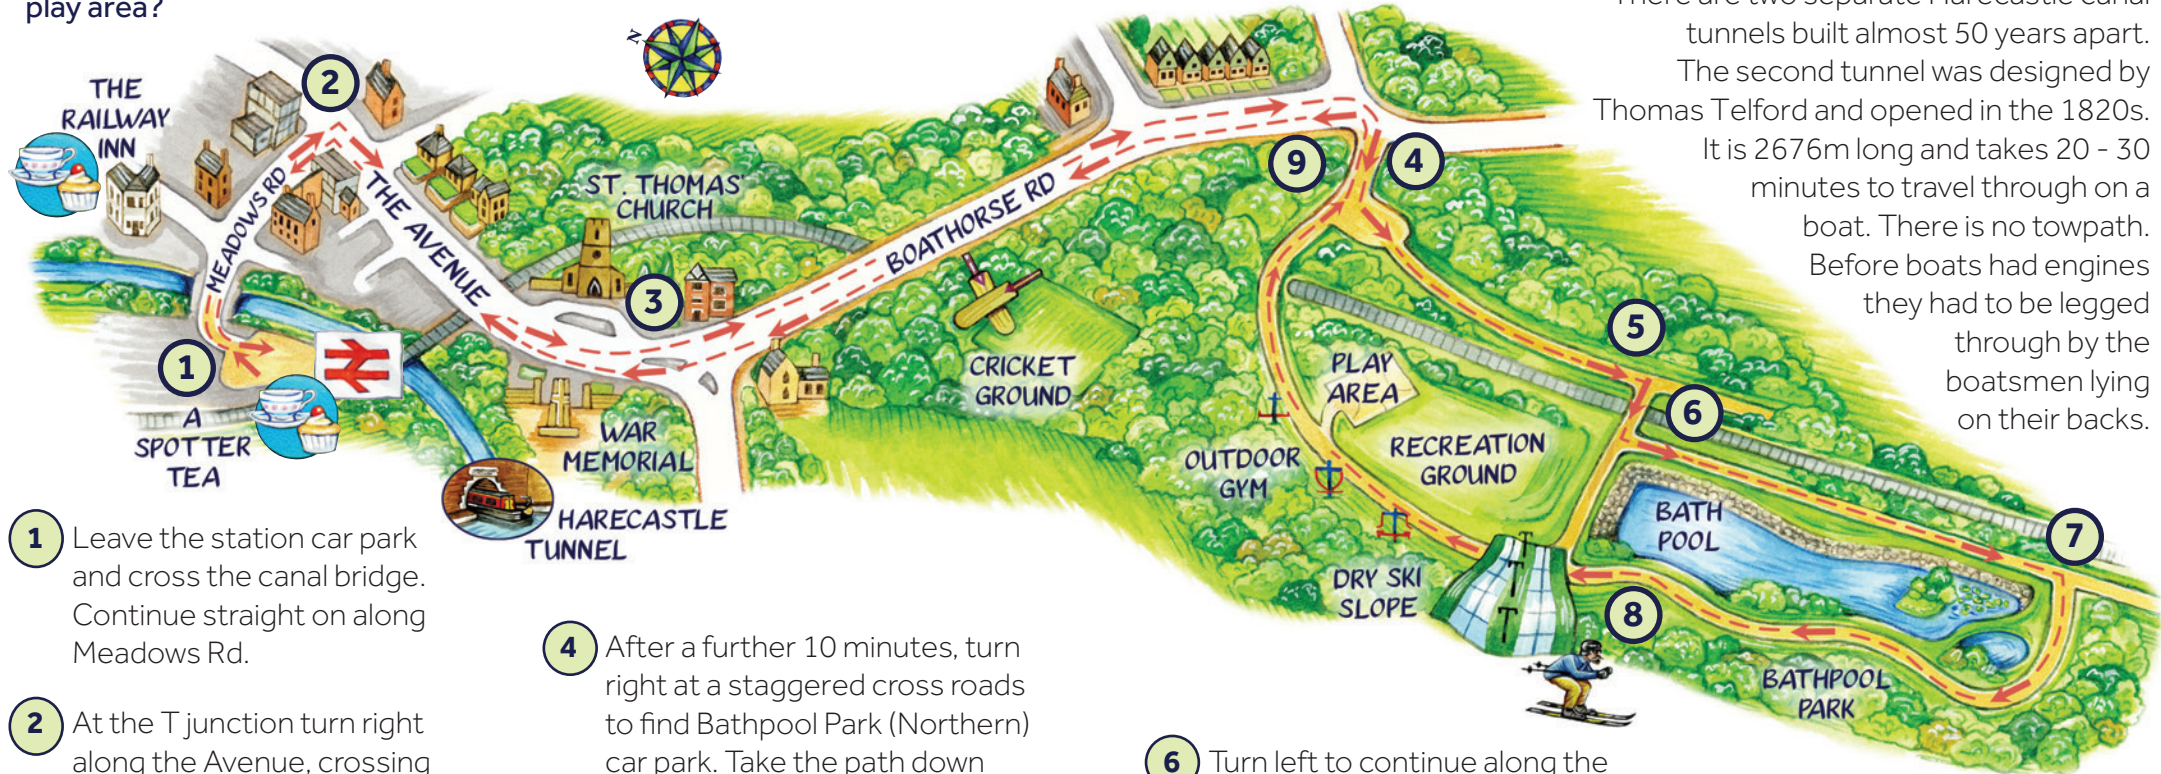 play area?
There are two separate Harecastle canal
tunnels built almost 50 years apart.
The second tunnel was designed by
Thomas Telford and opened in the 1820s.
It is 2676m long and takes 20 - 30
minutes to travel through on a
boat. There is no towpath.
Before boats had engines
they had to be legged
through by the
boatsmen lying
on their backs.
N
THE
RAILWAY
INN
2
MEADOWS RD
THE AVENUE
ST. THOMAS'
CHURCH
3
BOATHORSE RD
9
4
5
6
7
8
1
A
SPOTTER
TEA
WAR
MEMORIAL
HARECASTLE
TUNNEL
CRICKET
GROUND
PLAY
AREA
OUTDOOR
GYM
RECREATION
GROUND
BATH
POOL
DRY SKI
SLOPE
BATHPOOL
PARK
1 Leave the station car park
and cross the canal bridge.
Continue straight on along
Meadows Rd.
2 At the T junction turn right
along the Avenue, crossing
4 After a further 10 minutes, turn
right at a staggered cross roads
to find Bathpool Park (Northern)
car park. Take the path down
6 Turn left to continue along the